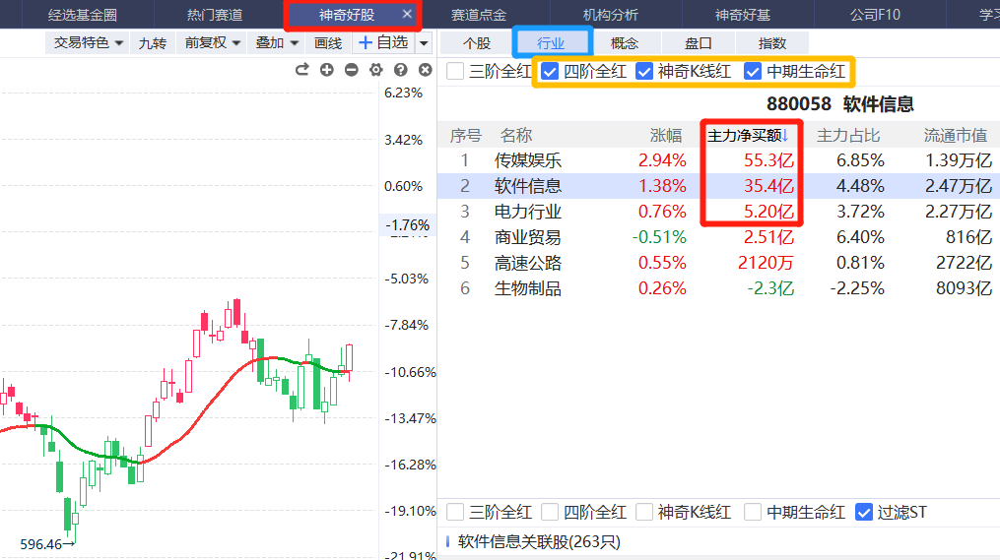 经选基金圈 热门赛道 神奇好股 × 赛道点金 机构分析 神奇好基 公司F10 学习
交易特色 九转 前复权 叠加 画线 +自选 个股 行业 概念 盘口 指数
三阶全红 四阶全红 神奇K线红 中期生命红
6.23%
3.42%
0.60%
-1.76%
-5.03%
-7.84%
-10.66%
-13.47%
-16.28%
-19.10%
-21.91%
596.46→
880058 软件信息
序号 名称 涨幅 主力净买额↓ 主力占比 流通市值
1 传媒娱乐 2.94% 55.3亿 6.85% 1.39万亿
2 软件信息 1.38% 35.4亿 4.48% 2.47万亿
3 电力行业 0.76% 5.20亿 3.72% 2.27万亿
4 商业贸易 -0.51% 2.51亿 6.40% 816亿
5 高速公路 0.55% 2120万 0.81% 2722亿
6 生物制品 0.26% -2.3亿 -2.25% 8093亿
三阶全红 四阶全红 神奇K线红 中期生命红 过滤ST
软件信息关联股(263只)